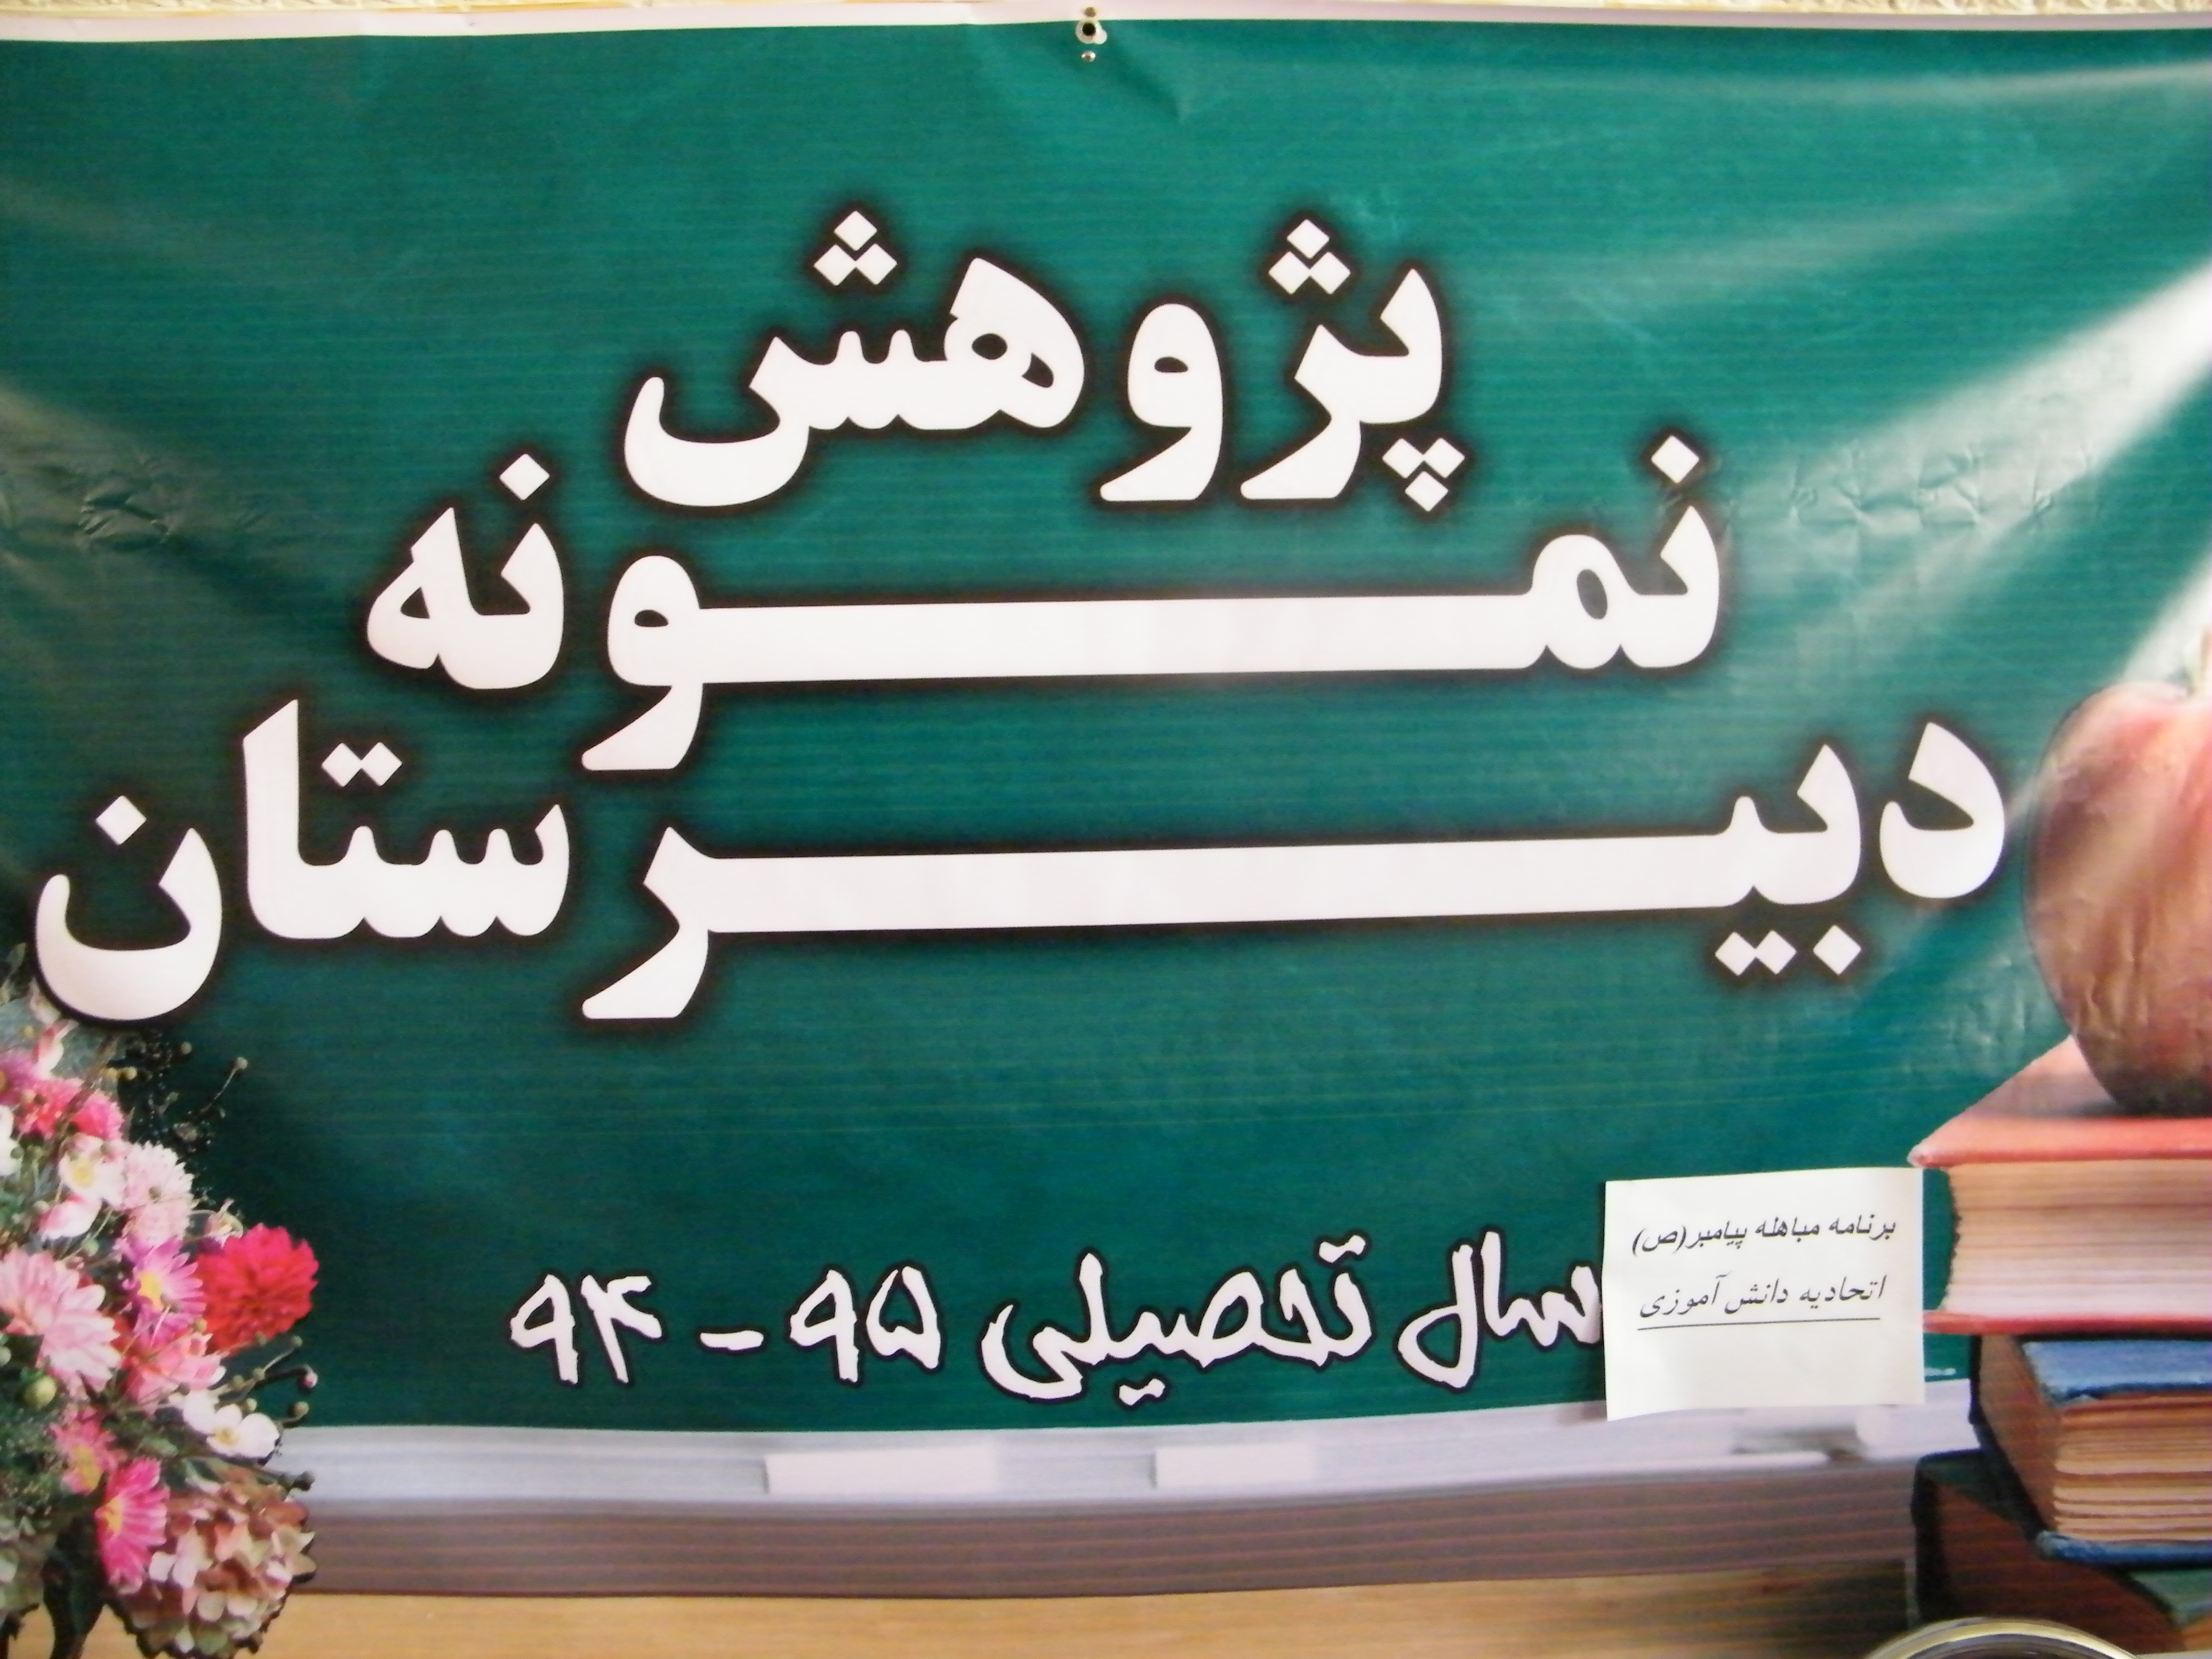 پژوهش
نمونه
دبیرستان
سال تحصیلی ۹۵ - ۹۴
برنامه مباهله پیامبر(ص)
اتحادیه دانش آموزی